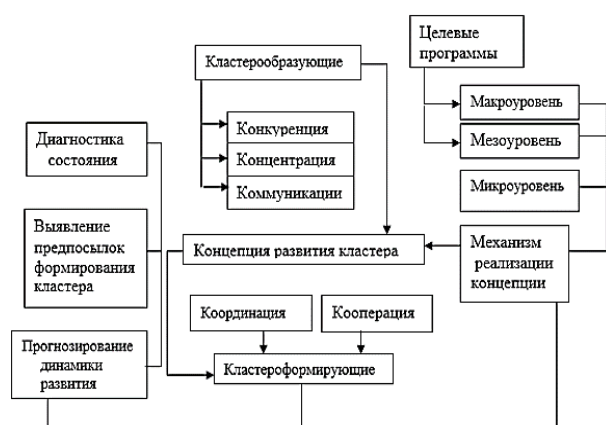 Целевые
программы
Макроуровень
Мезоуровень
Микроуровень
Механизм
реализации
концепции
Кластерообразующие
Конкуренция
Концентрация
Коммуникации
Концепция развития кластера
Координация
Кооперация
Кластероформирующие
Диагностика
состояния
Выявление
предпосылок
формирования
кластера
Прогнозирование
динамики
развития